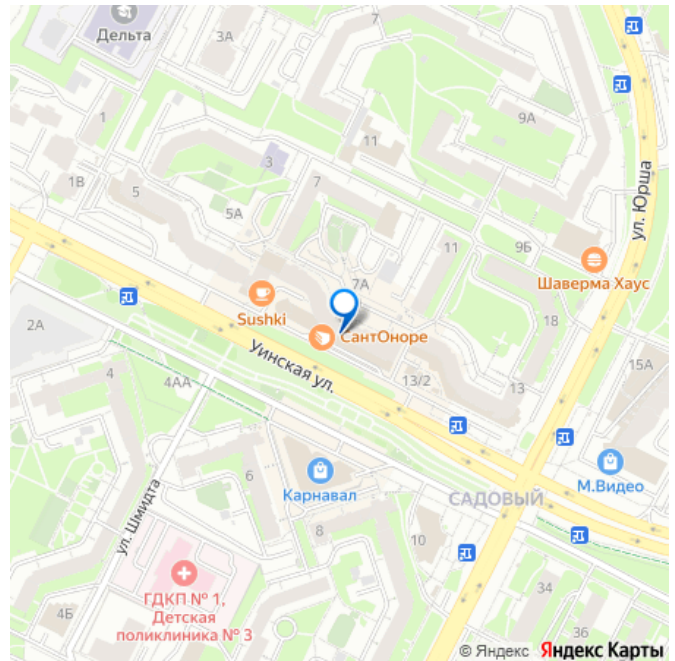 7
Дельта
3А
9А
1
11
ул. Юрша
3
1В
5
7
5А
11
9Б
Шаверма Хаус
7А
Sushki
18
2А
СантОноре
Уинская ул.
15А
4
4АА
13/2
13
Карнавал
6
М.Видео
САДОВЫЙ
ул. Шмидта
8
10
ГДКП № 1,
Детская
поликлиника № 3
34
4Б
36
© Яндекс Яндекс Карты